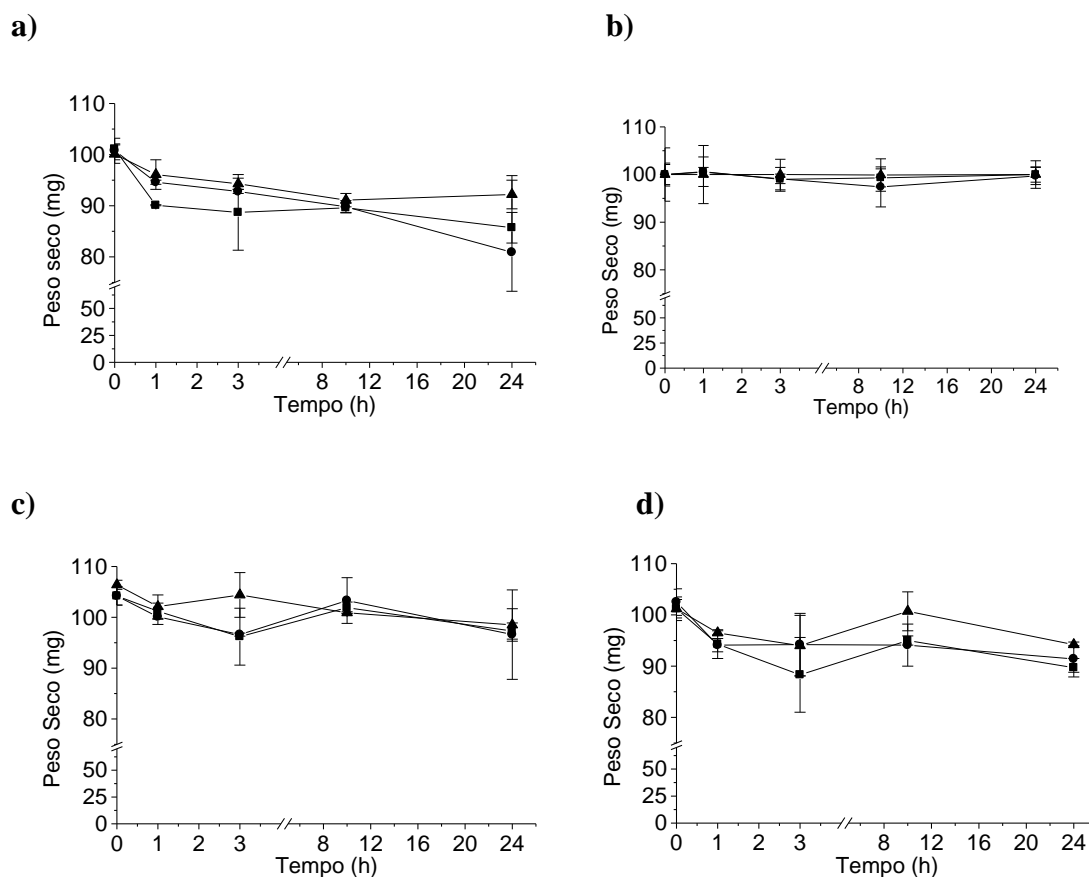 a)
b)
110
100
90
80
50
25
0
Peso seco (mg)
0 1 3 8 12 16 20 24
Tempo (h)
110
100
90
80
50
25
0
Peso Seco (mg)
0 1 2 3 4 8 12 16 20 24
Tempo (h)
c)
d)
110
100
90
80
50
25
0
Peso Seco (mg)
0 1 3 8 12 16 20 24
Tempo (h)
110
100
90
80
50
25
0
Peso Seco (mg)
0 1 3 4 8 12 16 20 24
Tempo (h)